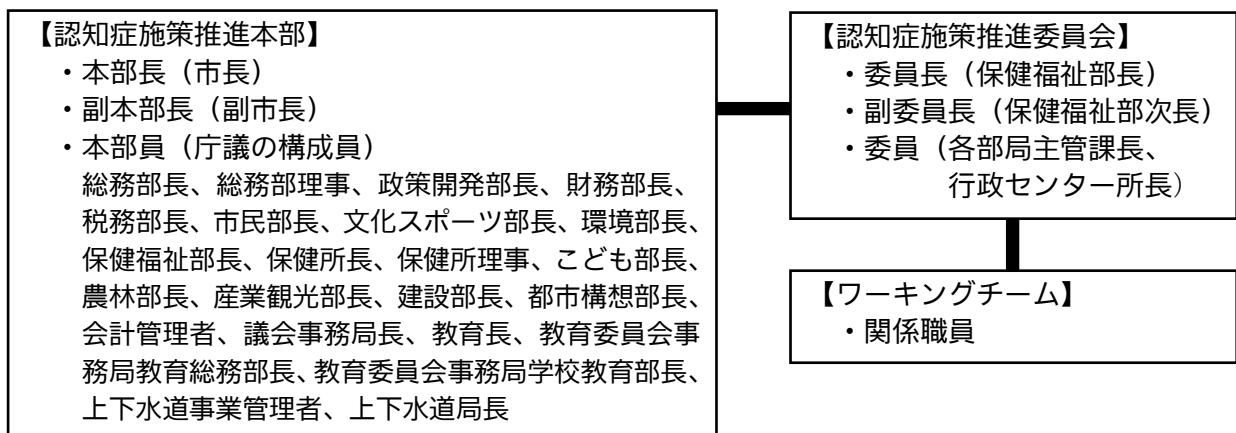 【認知症施策推進本部】
・本部長（市長）
・副本部長（副市長）
・本部員（庁議の構成員）
総務部長、総務部理事、政策開発部長、財務部長、
税務部長、市民部長、文化スポーツ部長、環境部長、
保健福祉部長、保健所長、保健所理事、こども部長、
農林部長、産業観光部長、建設部長、都市構想部長、
会計管理者、議会事務局長、教育長、教育委員会事
務局教育総務部長、教育委員会事務局学校教育部長、
上下水道事業管理者、上下水道局長
【認知症施策推進委員会】
・委員長（保健福祉部長）
・副委員長（保健福祉部次長）
・委員（各部局主管課長、
行政センター所長）
【ワーキングチーム】
・関係職員